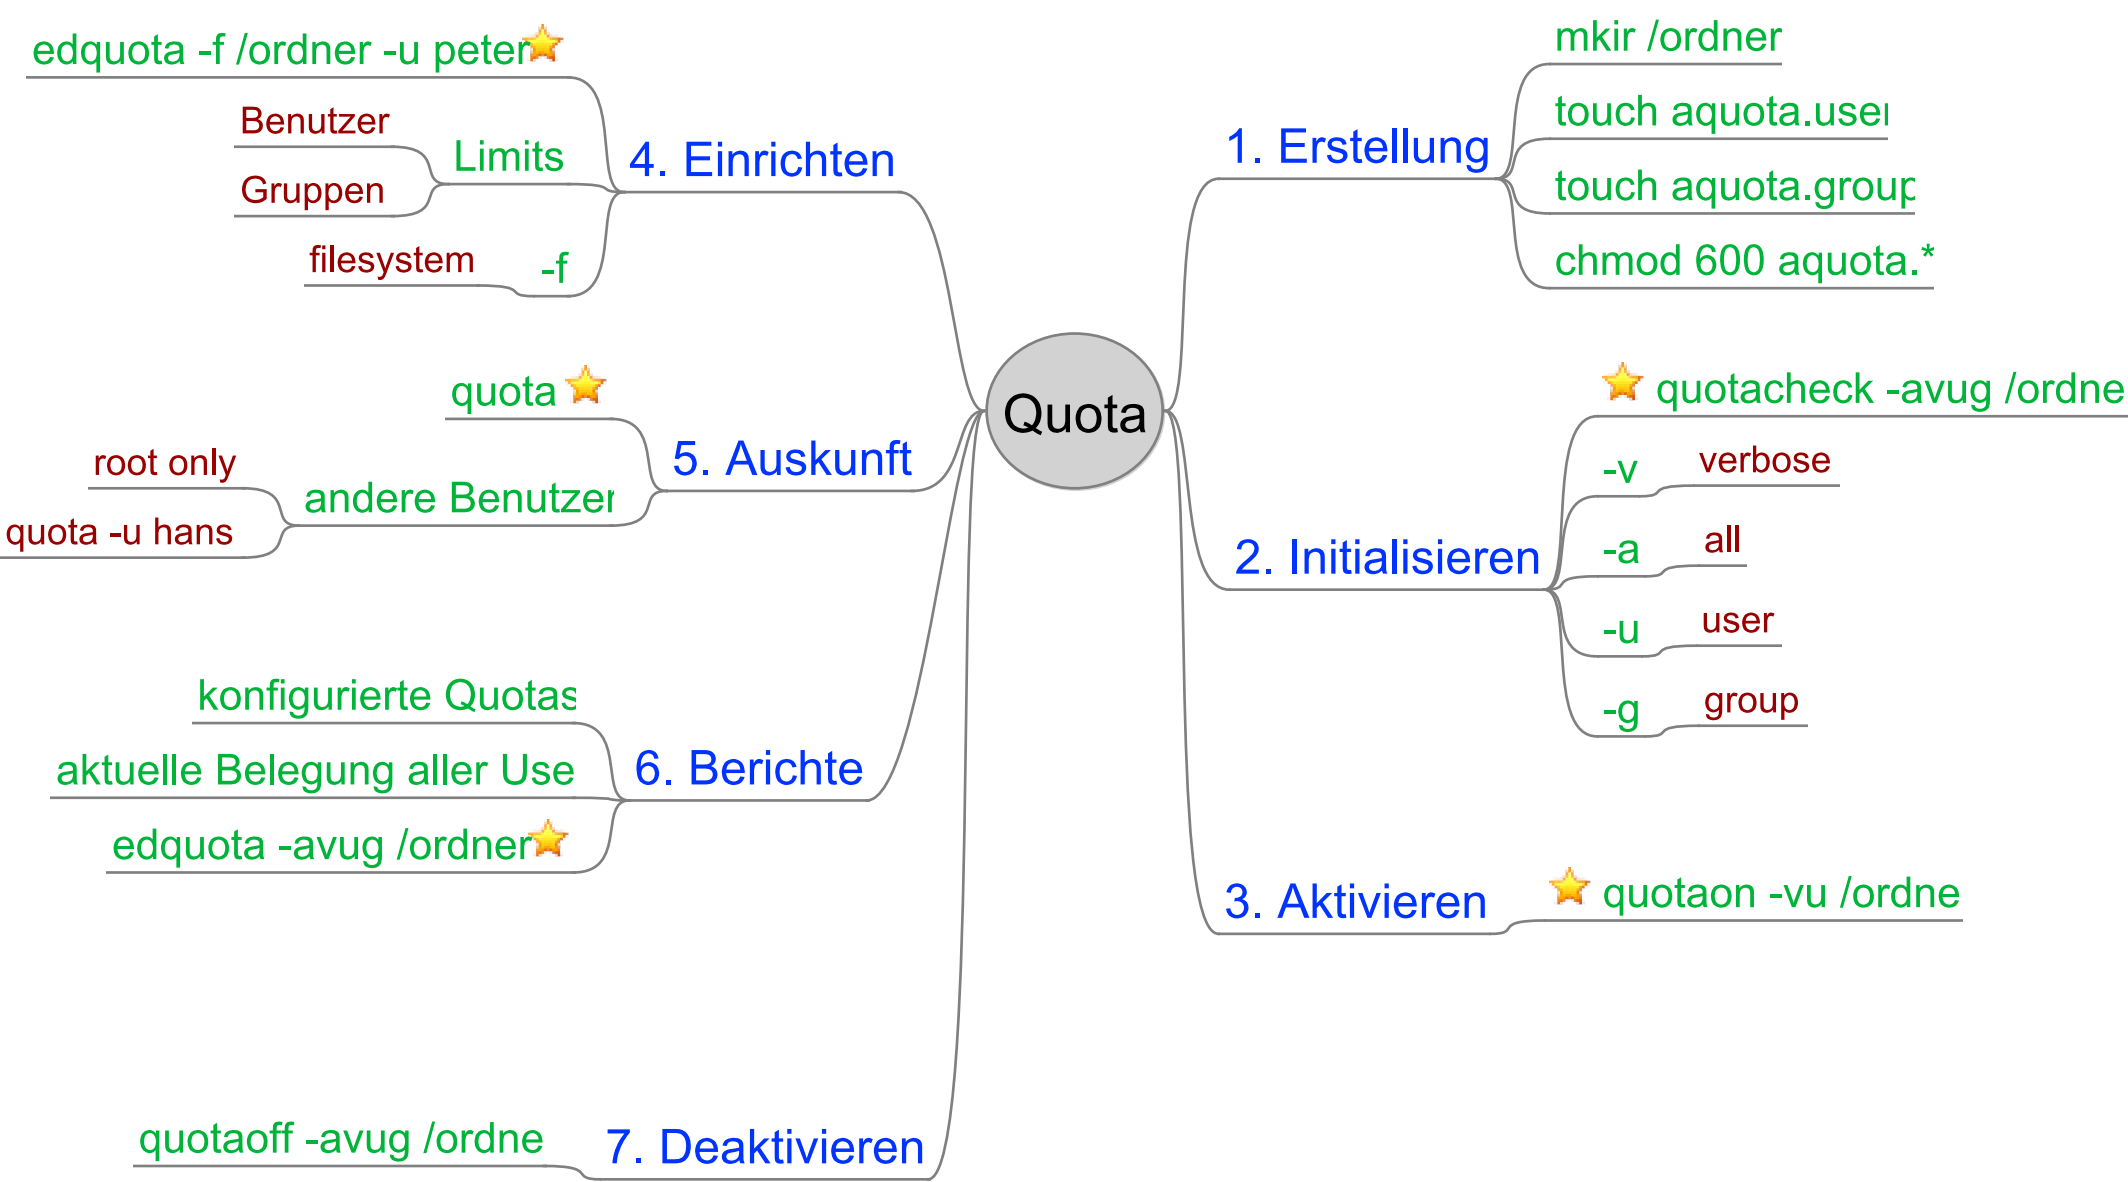 Quota
1. Erstellung
mkir /ordner
touch aquota.user
touch aquota.group
chmod 600 aquota.*
2. Initialisieren
quotacheck -avug /ordne
-v
verbose
-a
all
-u
user
-g
group
3. Aktivieren
quotaon -vu /ordne
4. Einrichten
edquota -f /ordner -u peter
Limits
Benutzer
Gruppen
-f
filesystem
5. Auskunft
quota
andere Benutzer
root only
quota -u hans
6. Berichte
konfigurierte Quotas
aktuelle Belegung aller Use
edquota -avug /ordner
7. Deaktivieren
quotaoff -avug /ordne